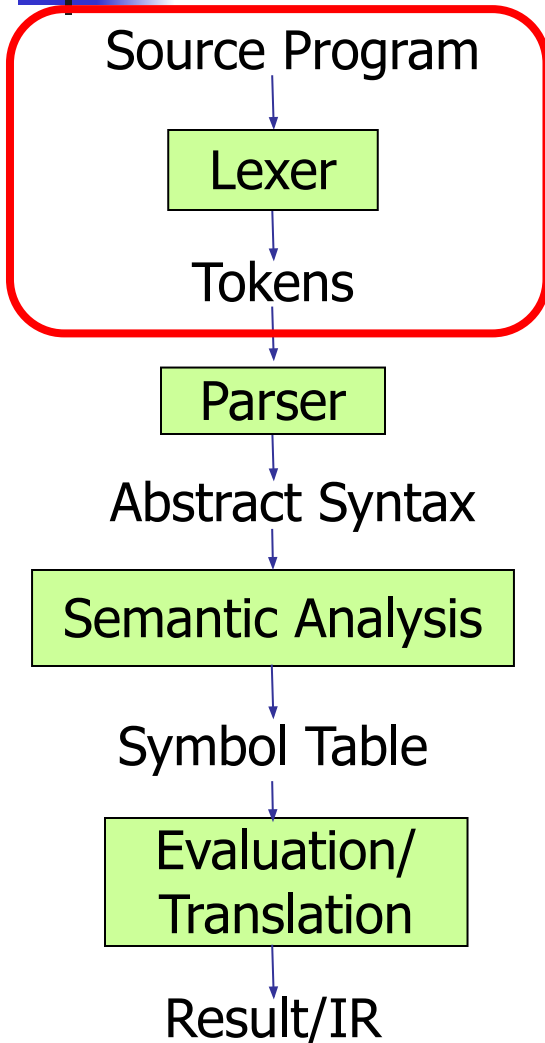 Source Program
Lexer
Tokens
Parser
Abstract Syntax
Semantic Analysis
Symbol Table
Evaluation/
Translation
Result/IR